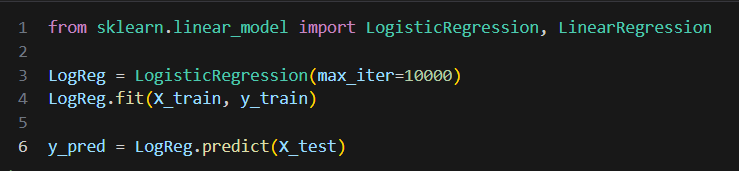 1 from sklearn.linear_model import LogisticRegression, LinearRegression
2
3 LogReg = LogisticRegression(max_iter=10000)
4 LogReg.fit(X_train, y_train)
5
6 y_pred = LogReg.predict(X_test)